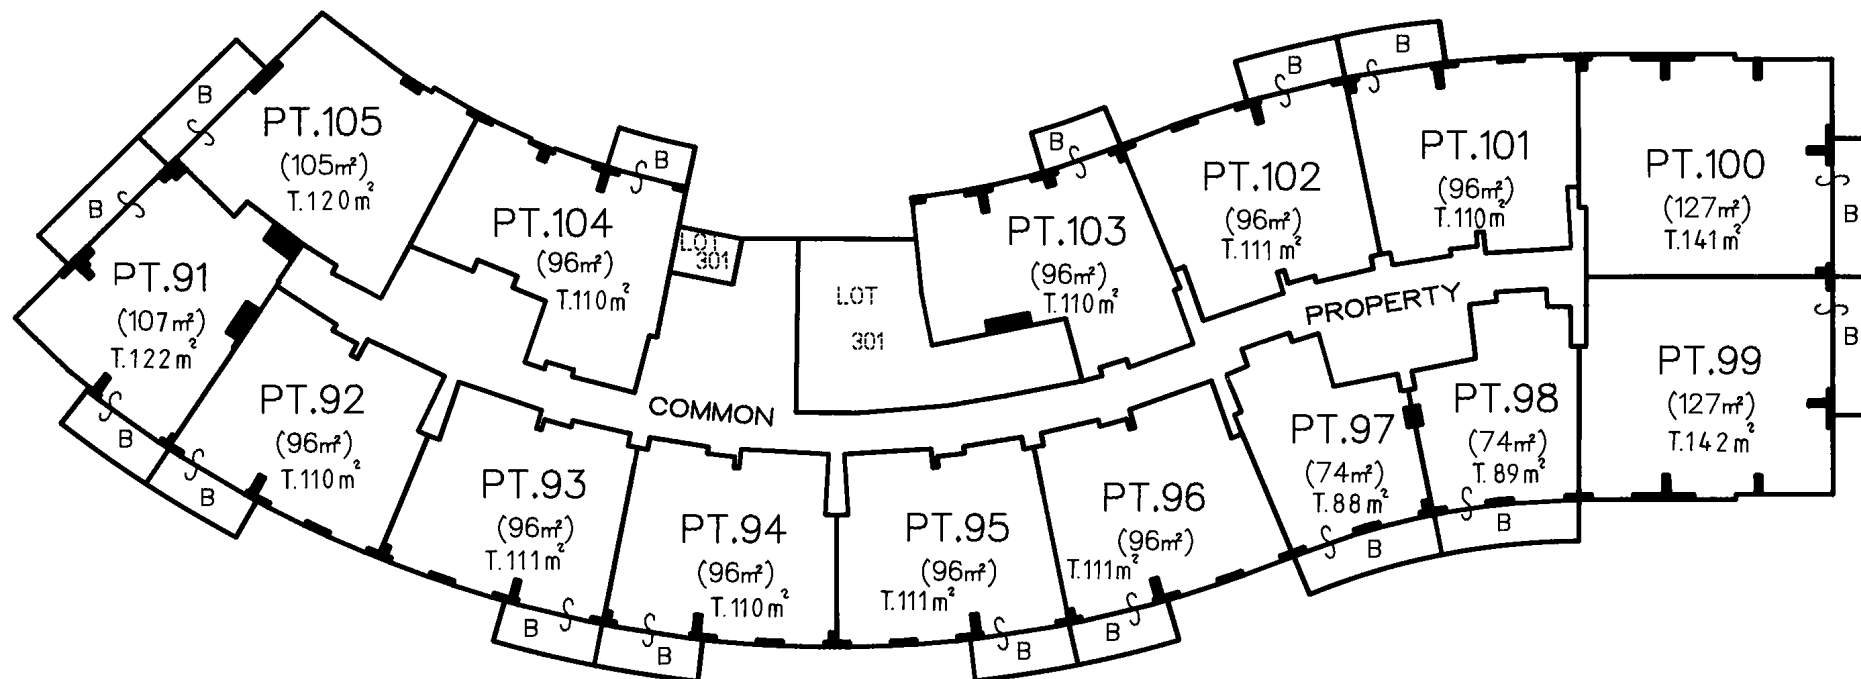 PT.105
(105m²)
T.120m²
B
B
PT.91
(107m²)
T.122m²
B
PT.104
(96m²)
T.110m²
B
LOT
301
LOT
301
PT.103
(96m²)
T.110m²
B
PT.102
(96m²)
T.111m²
B
PT.101
(96m²)
T.110m²
B
PT.100
(127m²)
T.141m²
B
PT.92
(96m²)
T.110m²
B
COMMON
PROPERTY
PT.93
(96m²)
T.111m²
B
PT.94
(96m²)
T.110m²
B
PT.95
(96m²)
T.111m²
B
PT.96
(96m²)
T.111m²
B
PT.97
(74m²)
T.88m²
B
PT.98
(74m²)
T.89m²
B
PT.99
(127m²)
T.142m²
B